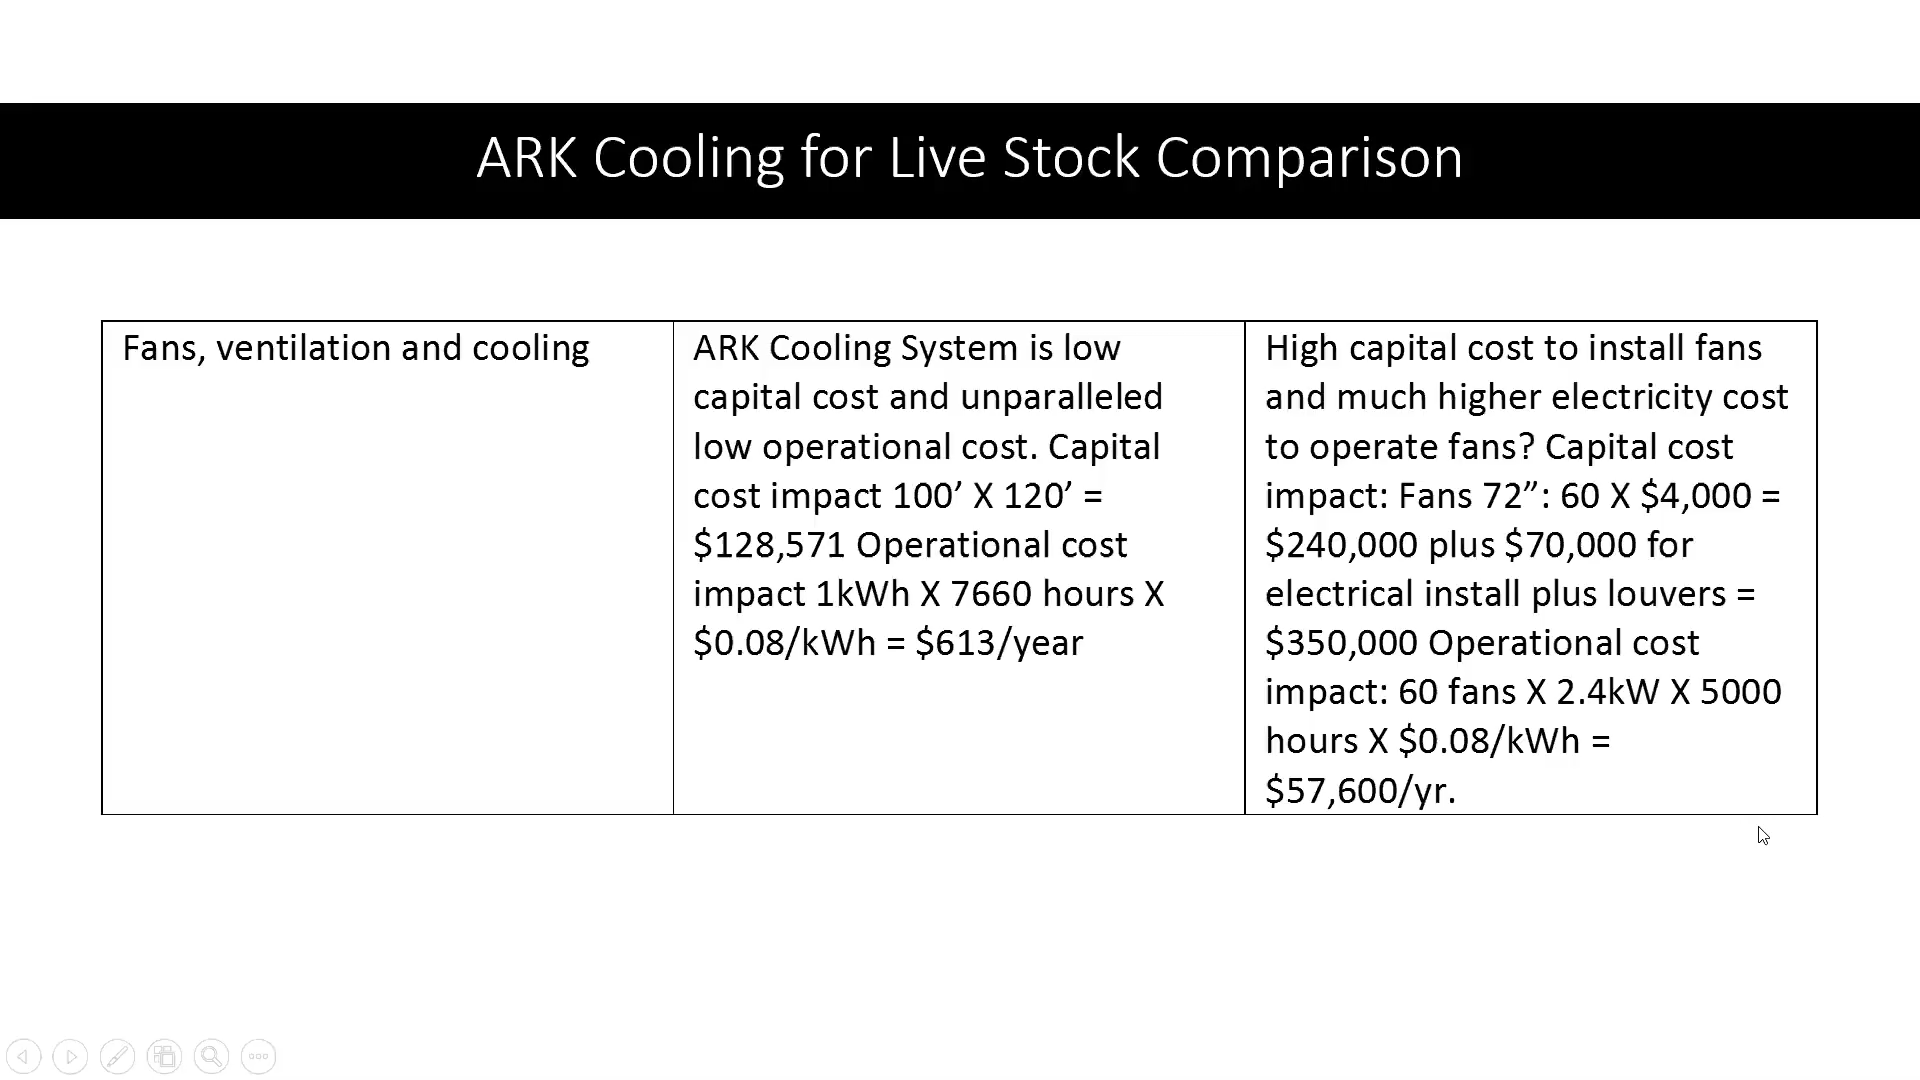 ARK Cooling for Live Stock Comparison
Fans, ventilation and cooling
ARK Cooling System is low
capital cost and unparalleled
low operational cost. Capital
cost impact 100’ X 120’ =
$128,571 Operational cost
impact 1kWh X 7660 hours X
$0.08/kWh = $613/year
High capital cost to install fans
and much higher electricity cost
to operate fans? Capital cost
impact: Fans 72”: 60 X $4,000 =
$240,000 plus $70,000 for
electrical install plus louvers =
$350,000 Operational cost
impact: 60 fans X 2.4kW X 5000
hours X $0.08/kWh =
$57,600/yr.